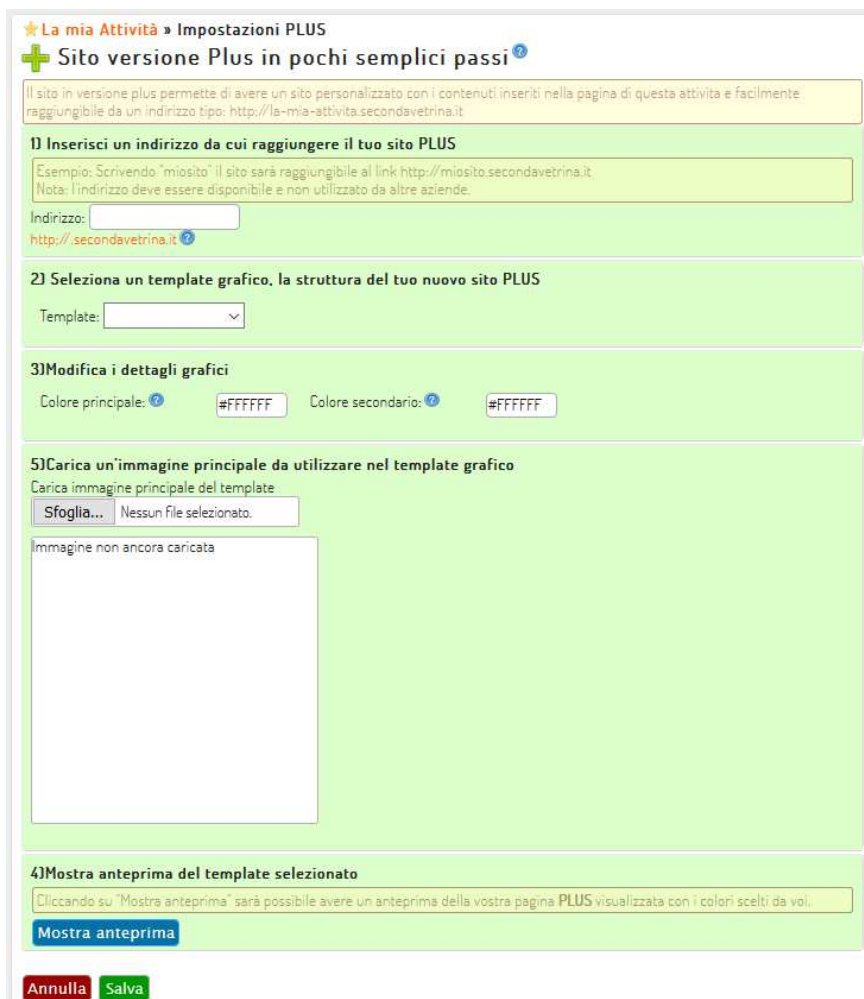 La mia Attività » Impostazioni PLUS
Sito versione Plus in pochi semplici passi ?
Il sito in versione plus permette di avere un sito personalizzato con i contenuti inseriti nella pagina di questa attivita e facilmente
raggiungibile da un indirizzo tipo: http://la-mia-attivita.secondavetrina.it
1) Inserisci un indirizzo da cui raggiungere il tuo sito PLUS
Esempio: Scrivendo "miosito" il sito sarà raggiungibile al link http://miosito.secondavetrina.it
Nota: l'indirizzo deve essere disponibile e non utilizzato da altre aziende.
Indirizzo:
http://.secondavetrina.it ?
2) Seleziona un template grafico, la struttura del tuo nuovo sito PLUS
Template:
3)Modifica i dettagli grafici
Colore principale: ? #FFFFFF Colore secondario: ? #FFFFFF
5)Carica un'immagine principale da utilizzare nel template grafico
Carica immagine principale del template
Sfoglia... Nessun file selezionato.
Immagine non ancora caricata
4)Mostra anteprima del template selezionato
Cliccando su "Mostra anteprima" sarà possibile avere un anteprima della vostra pagina PLUS visualizzata con i colori scelti da voi.
Mostra anteprima
Annulla Salva